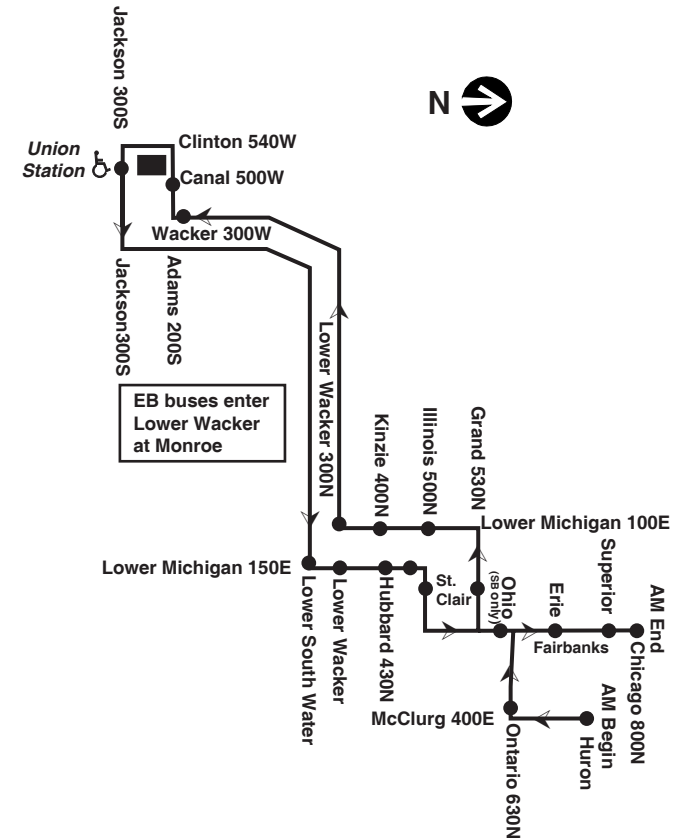 Jackson 300S
N
Union
Station
Clinton 540W
Canal 500W
Wacker 300W
Jackson300S
Adams 200S
EB buses enter
Lower Wacker
at Monroe
Lower Wacker 300N
Kinzie 400N
Illinois 500N
Grand 530N
Lower Michigan 100E
Lower Michigan 150E
Lower South Water
Lower Wacker
Hubbard 430N
St.
Clair
Ohio
(SB only)
Erie
Superior
Fairbanks
AM End
Chicago 800N
McClurg 400E
Ontario 630N
AM Begin
Huron